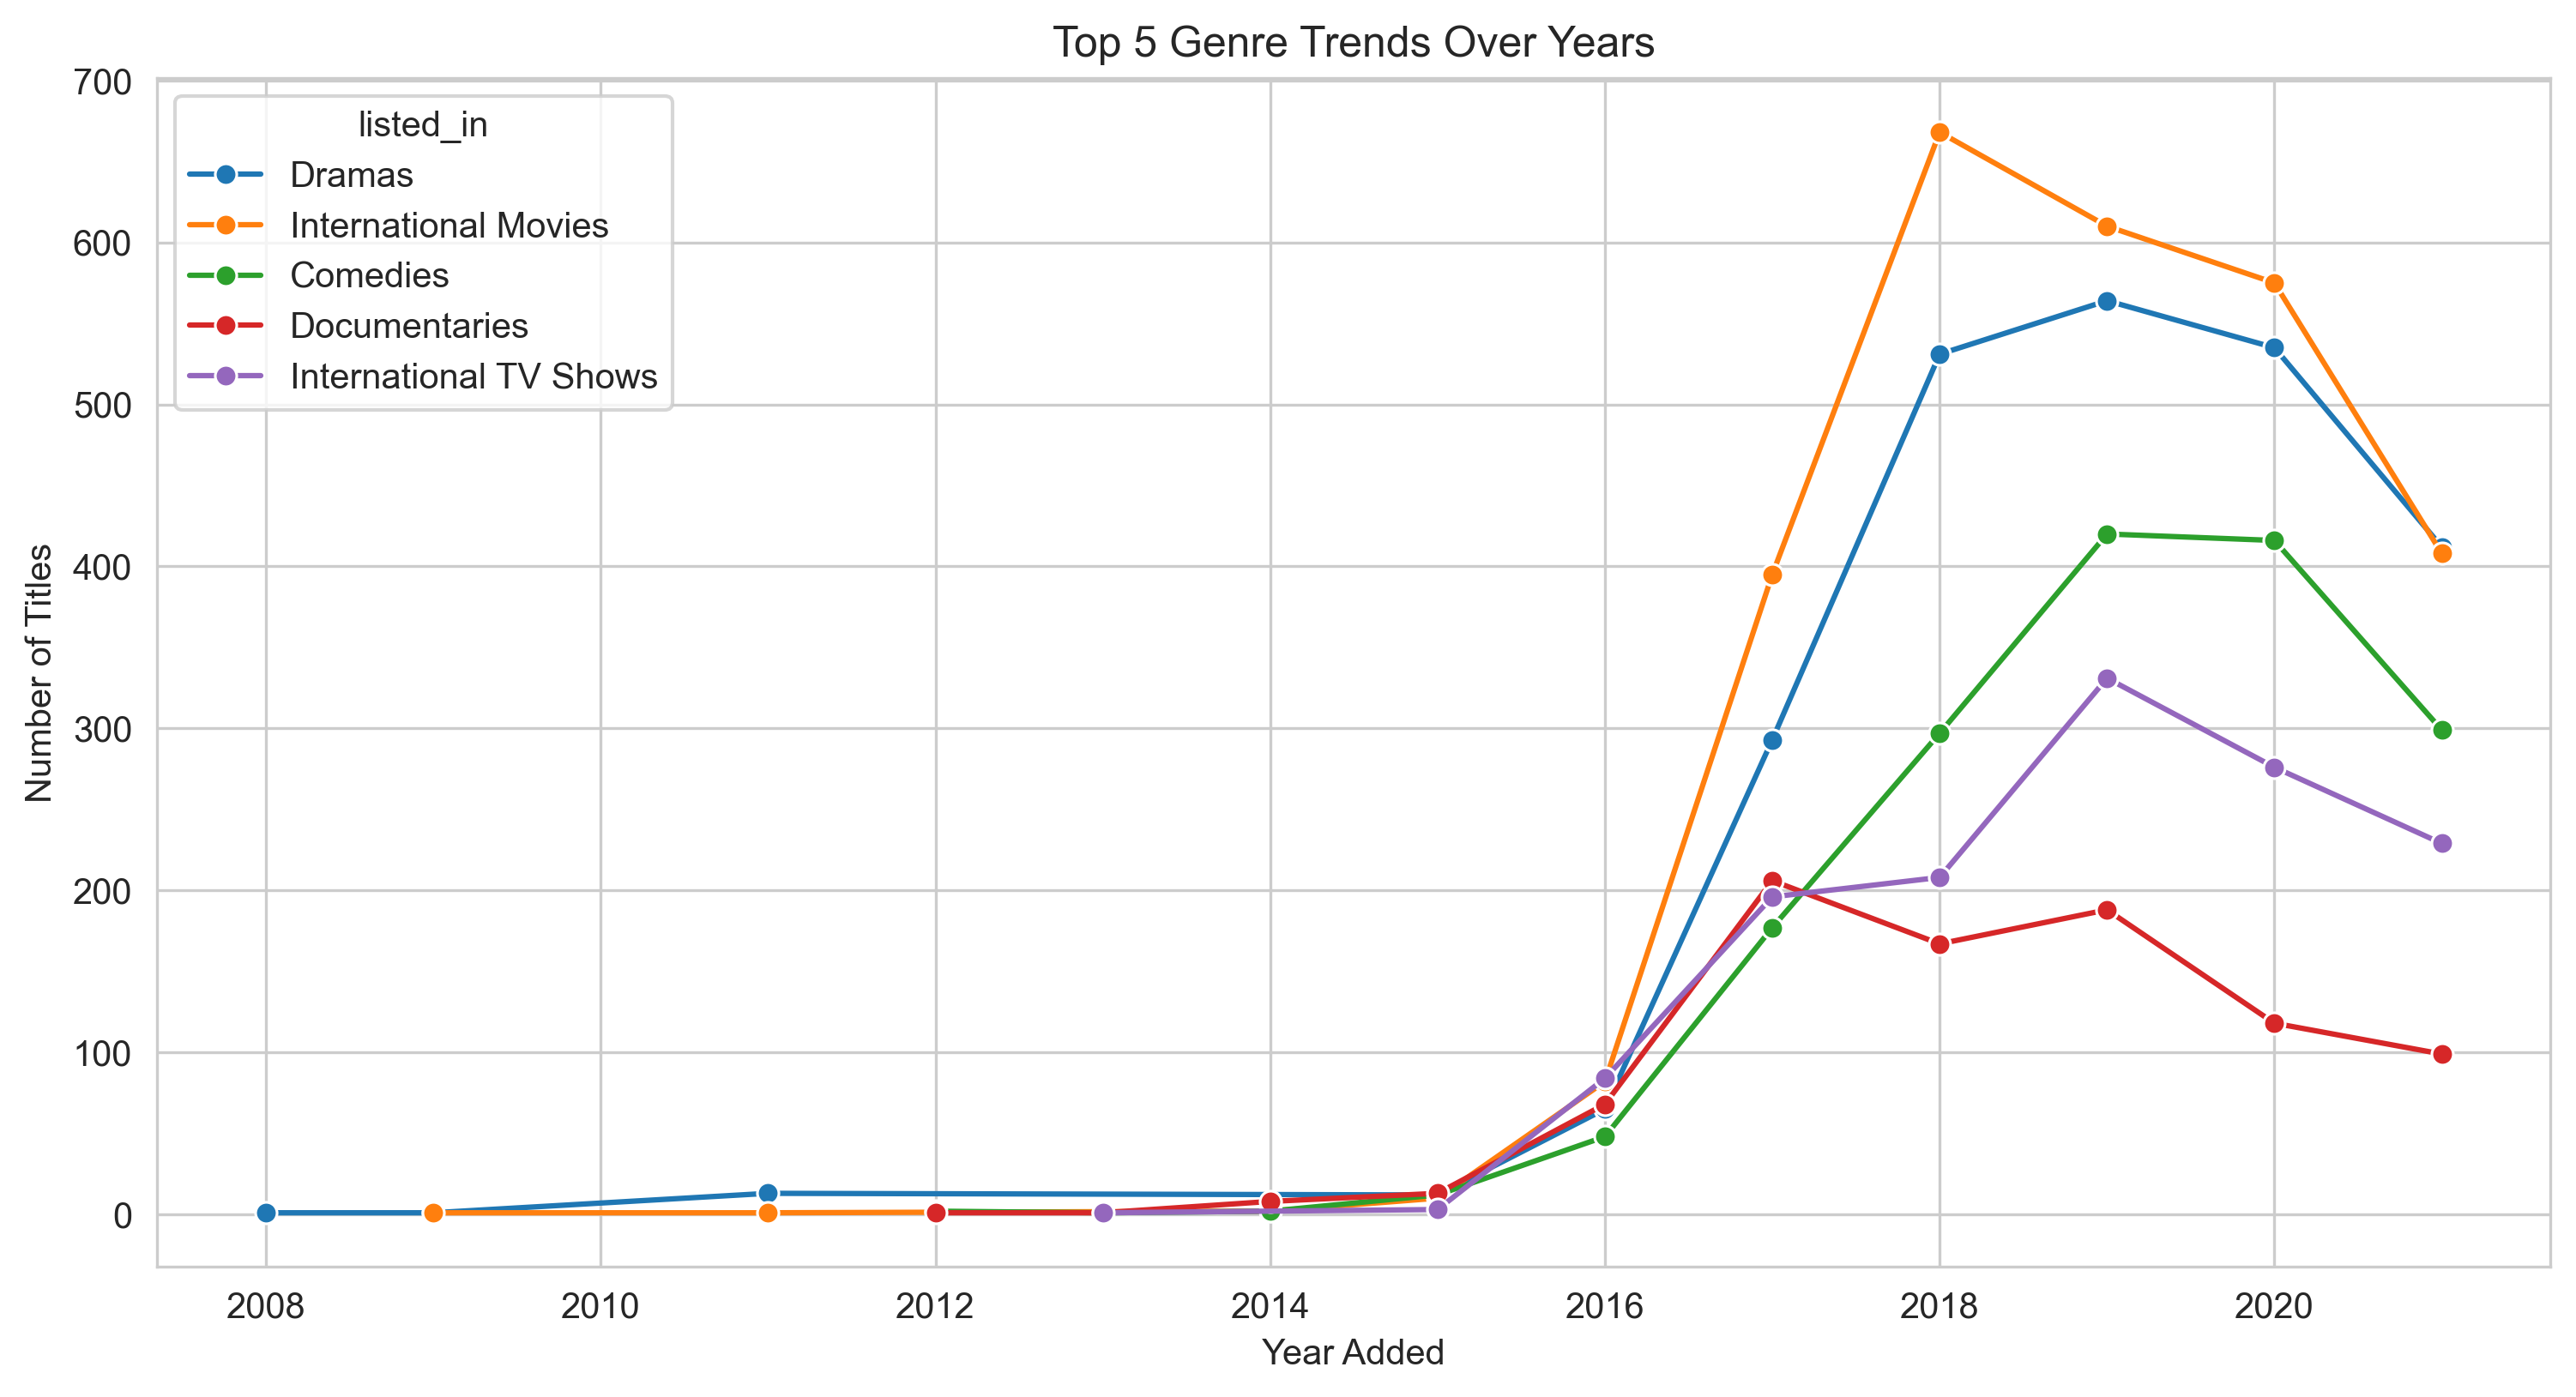 Top 5 Genre Trends Over Years
700
600
500
400
300
200
100
0
Number of Titles
listed_in
Dramas
International Movies
Comedies
Documentaries
International TV Shows
2008 2010 2012 2014 2016 2018 2020
Year Added